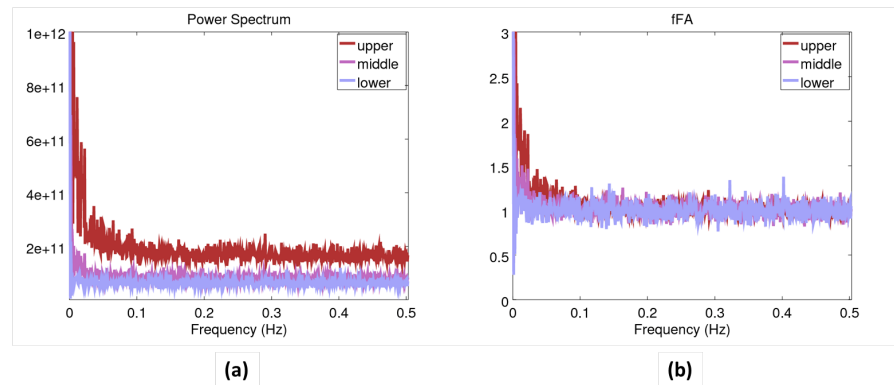 Power Spectrum
1e+12
8e+11
6e+11
4e+11
2e+11
0
0.1
0.2
0.3
0.4
0.5
Frequency (Hz)
upper
middle
lower
(a)
fFA
3
2.5
2
1.5
1
0.5
0
0
0.1
0.2
0.3
0.4
0.5
Frequency (Hz)
upper
middle
lower
(b)